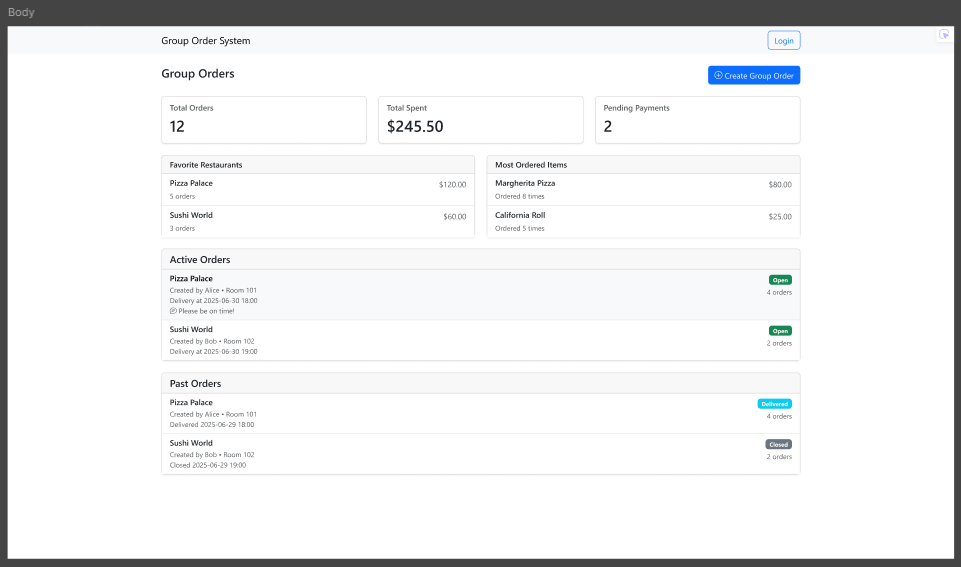 Body
Group Order System
Login
Group Orders
Create Group Order
Total Orders
12
Total Spent
$245.50
Pending Payments
2
Favorite Restaurants
Pizza Palace
$120.00
5 orders
Sushi World
$60.00
3 orders
Most Ordered Items
Margherita Pizza
$80.00
Ordered 8 times
California Roll
$25.00
Ordered 5 times
Active Orders
Pizza Palace
Open
Created by Alice • Room 101
4 orders
Delivery at 2025-06-30 18:00
Please be on time!
Sushi World
Open
Created by Bob • Room 102
2 orders
Delivery at 2025-06-30 19:00
Past Orders
Pizza Palace
Delivered
Created by Alice • Room 101
4 orders
Delivered 2025-06-29 18:00
Sushi World
Closed
Created by Bob • Room 102
2 orders
Closed 2025-06-29 19:00